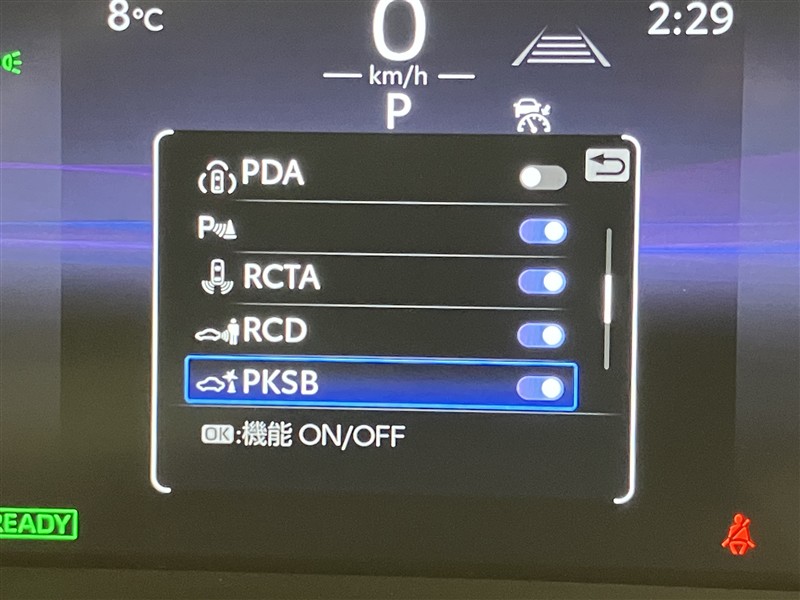 8°C
0
2:29
km/h
P
PDA
P
RCTA
RCD
PKSB
OK:機能 ON/OFF
READY